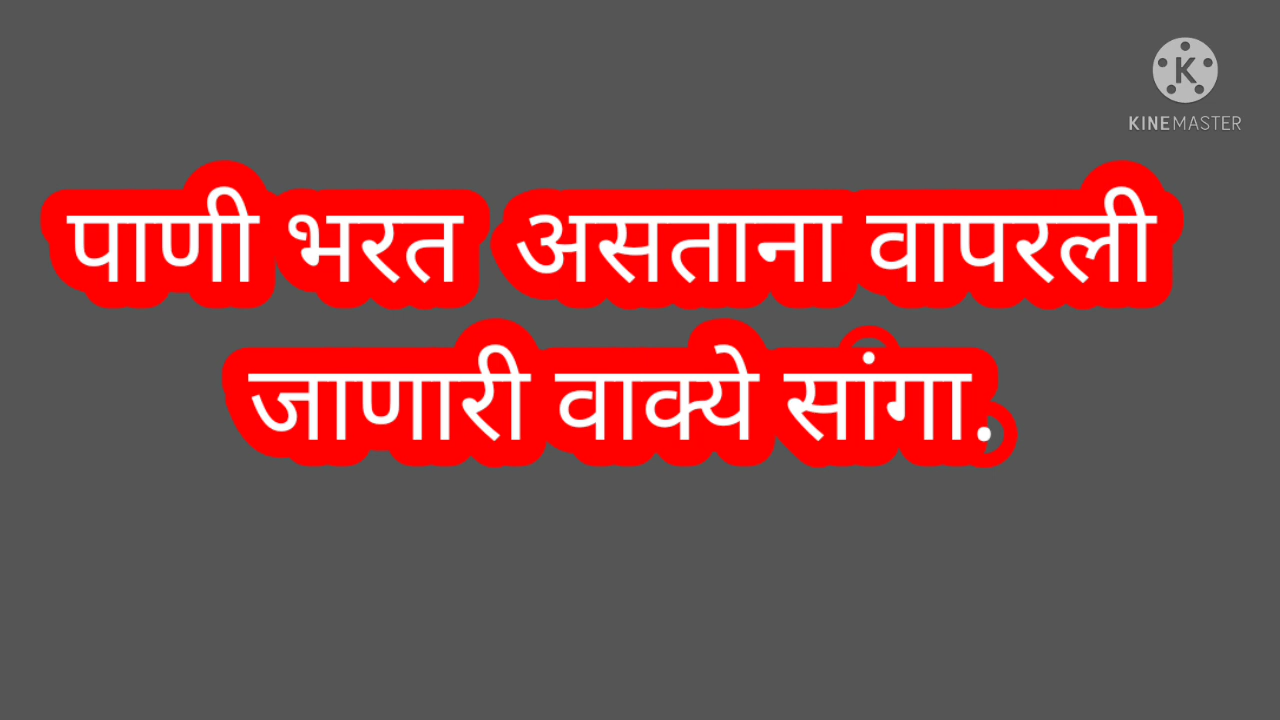 KINEMASTER
पाणी भरत असताना वापरली
जाणारी वाक्ये सांगा.